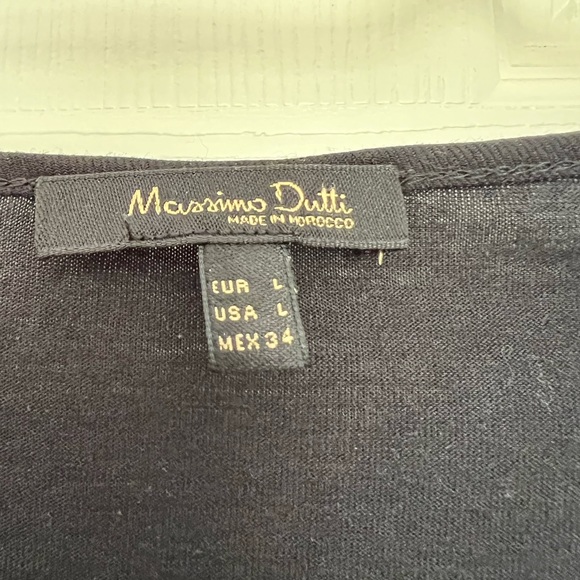 Massimo Dutti
MADE IN MOROCCO
EUR L
USA L
MEX 34